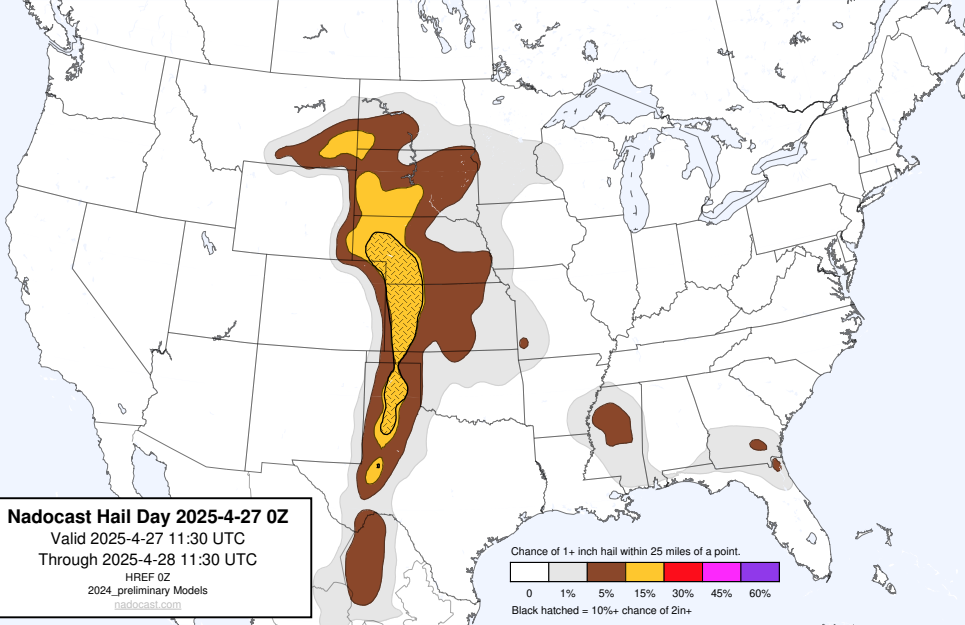 Nadocast Hail Day 2025-4-27 0Z
Valid 2025-4-27 11:30 UTC
Through 2025-4-28 11:30 UTC
HREF 0Z
2024_preliminary Models
nadocast.com
Chance of 1+ inch hail within 25 miles of a point.
0 1% 5% 15% 30% 45% 60%
Black hatched = 10%+ chance of 2in+